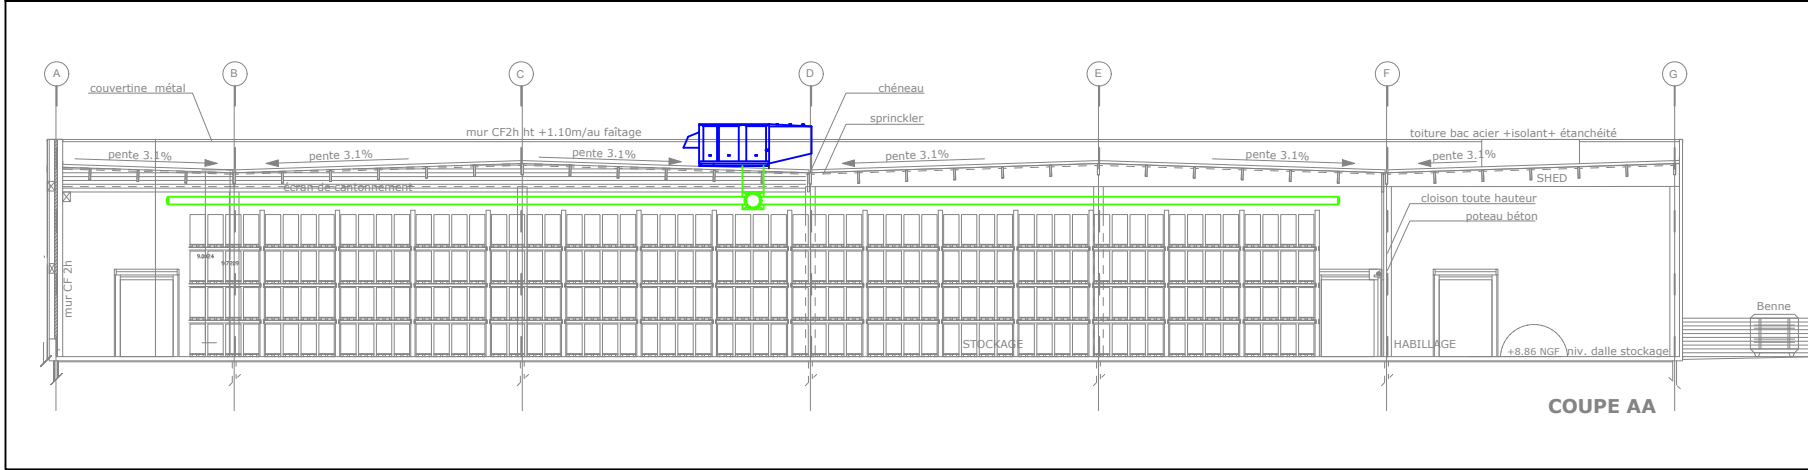 A
B
C
D
E
F
G
couvertine métal
chéneau
sprinckler
mur CF2h ht +1.10m/au faîtage
toiture bac acier +isolant+ étanchéité
pente 3.1%
pente 3.1%
pente 3.1%
pente 3.1%
pente 3.1%
pente 3.1%
écran de cantonnement
SHED
cloison toute hauteur
poteau béton
mur CF 2h
Benne
STOCKAGE
HABILLAGE
+8.86 NGF niv. dalle stockage
COUPE AA